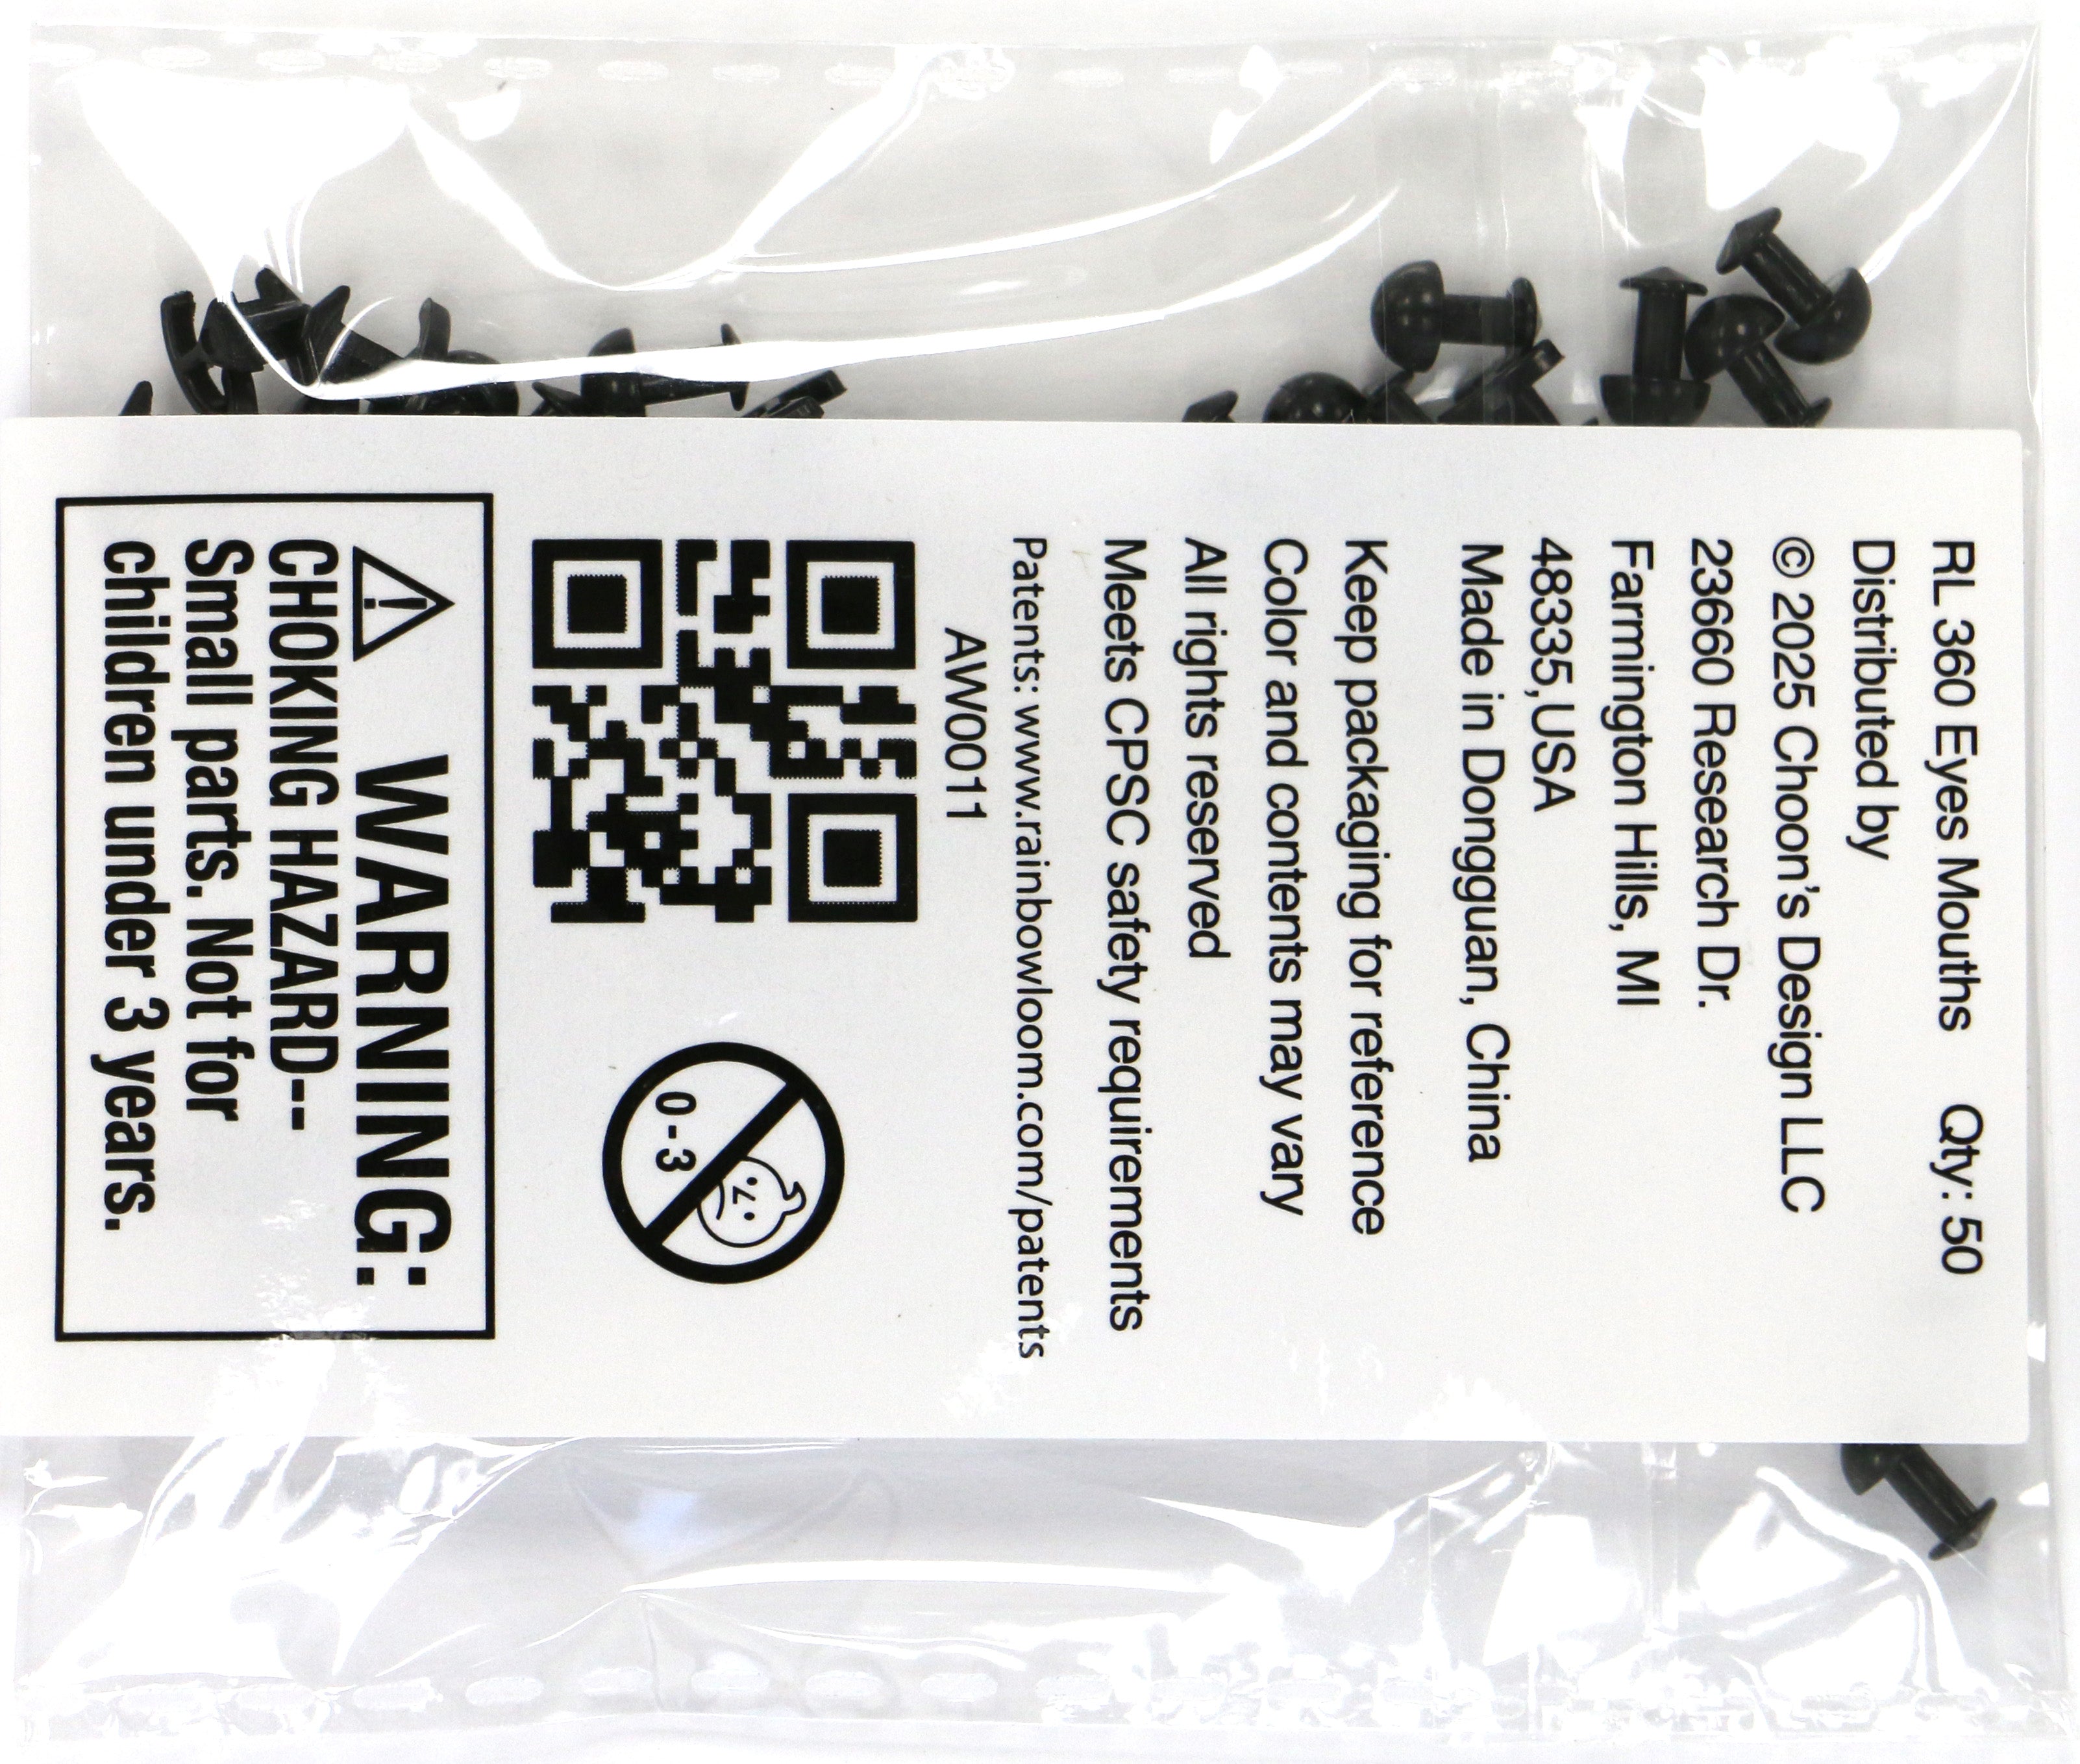 RL 360 Eyes Mouths Qty: 50
Distributed by
© 2025 Choon's Design LLC
23660 Research Dr.
Farmington Hills, MI
48335,USA
Made in Dongguan, China
Keep packaging for reference
Color and contents may vary
All rights reserved
Meets CPSC safety requirements
Patents: www.rainbowloom.com/patents
AW0011
0-3
WARNING:
CHOKING HAZARD--
Small parts. Not for
children under 3 years.